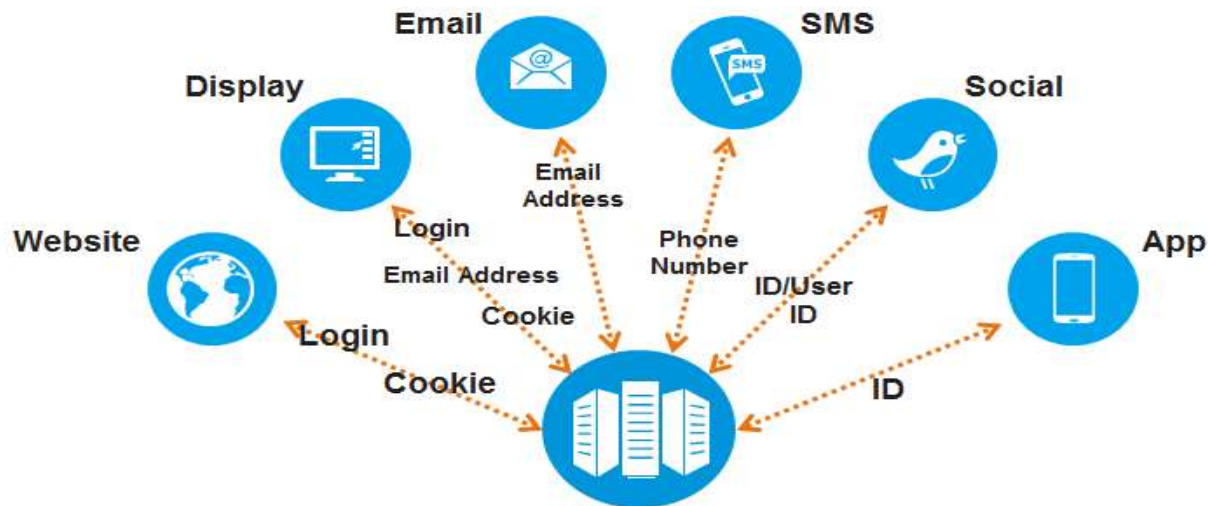 Email
SMS
SMS
Display
Social
@
Website
App
Email
Address
Login
Email Address
Cookie
Phone
Number
ID/User
ID
Login
Cookie
ID